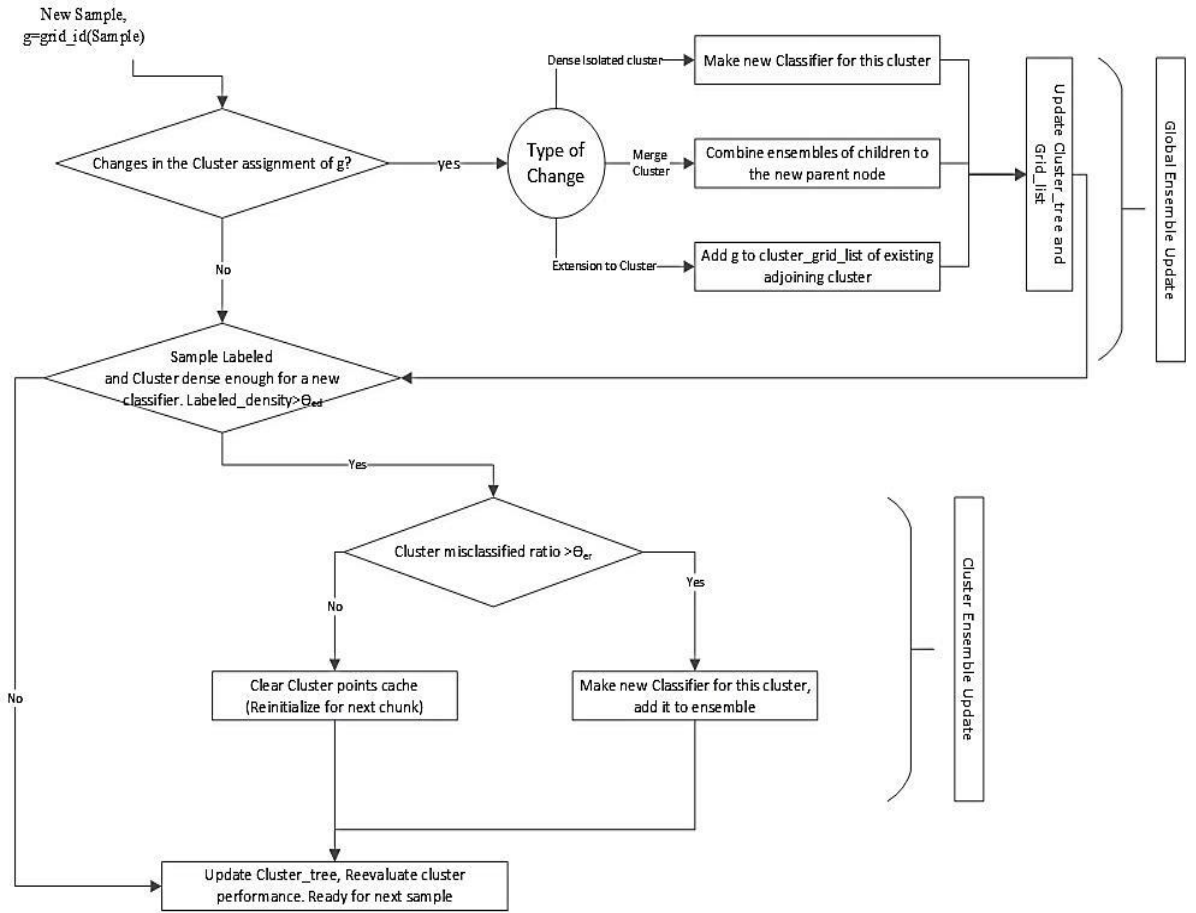 New Sample,
g=grid_id(Sample)
Changes in the Cluster assignment of g?
yes
Type of
Change
Dense Isolated cluster
Make new Classifier for this cluster
Merge
Cluster
Combine ensembles of children to
the new parent node
Extension to Cluster
Add g to cluster_grid_list of existing
adjoining cluster
Update Cluster_tree and
Grid_list
Global Ensemble Update
No
Sample Labeled
and Cluster dense enough for a new
classifier. Labeled_density>Θed
Yes
Cluster misclassified ratio >Θer
No
Yes
Clear Cluster points cache
(Reinitialize for next chunk)
Make new Classifier for this cluster,
add it to ensemble
Cluster Ensemble Update
No
Update Cluster_tree, Reevaluate cluster
performance. Ready for next sample